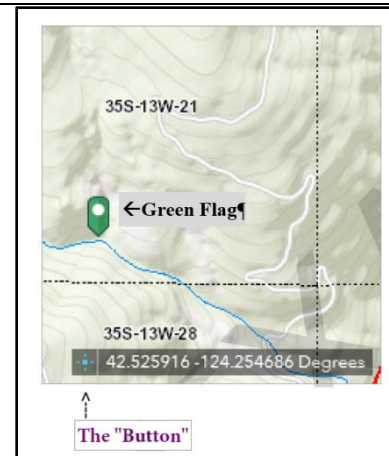 35S-13W-21
←Green Flag¶
35S-13W-28
42.525916 -124.254686 Degrees
The "Button"